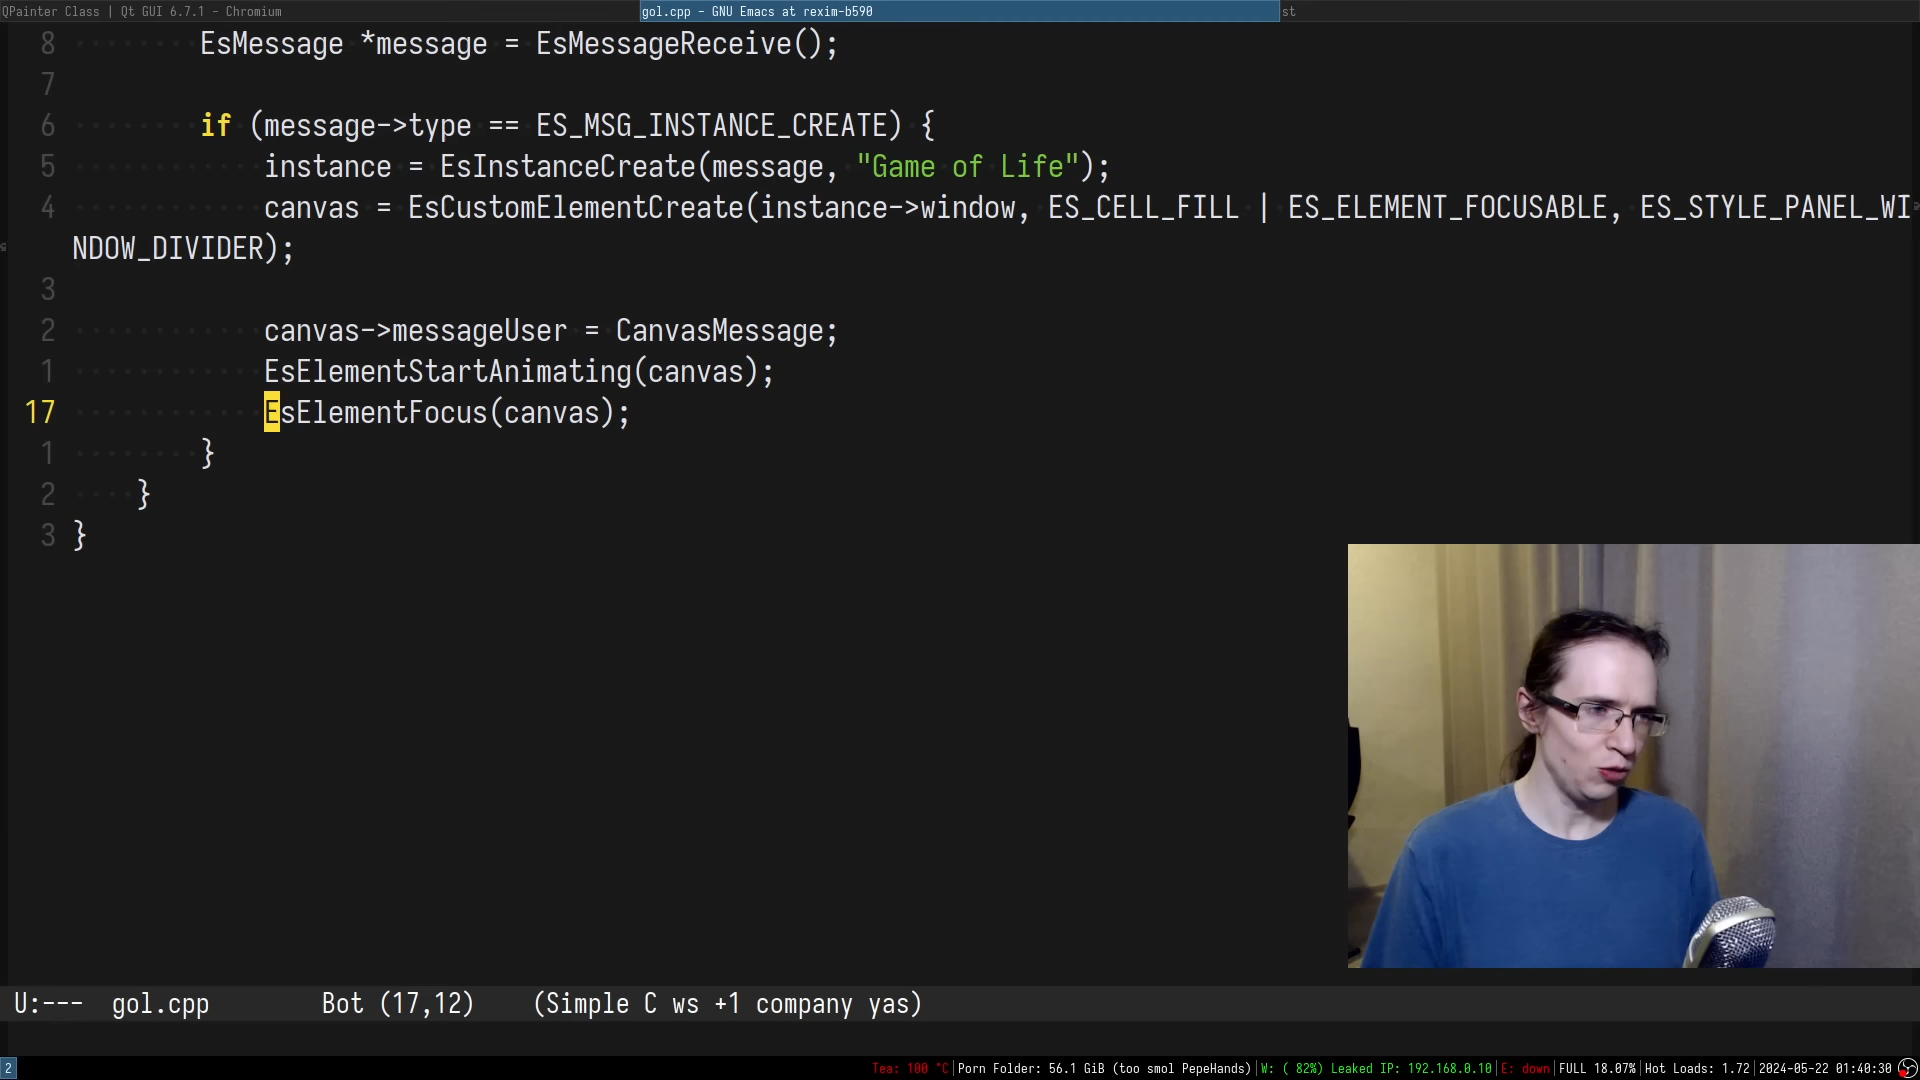 QPainter Class | Qt GUI 6.7.1 - Chromium
gol.cpp - GNU Emacs at rexim-b590
st
8 EsMessage *message = EsMessageReceive();
7
6 if (message->type == ES_MSG_INSTANCE_CREATE) {
5 instance = EsInstanceCreate(message, "Game of Life");
4 canvas = EsCustomElementCreate(instance->window, ES_CELL_FILL | ES_ELEMENT_FOCUSABLE, ES_STYLE_PANEL_WI
NDOW_DIVIDER);
3
2 canvas->messageUser = CanvasMessage;
1 EsElementStartAnimating(canvas);
17 EsElementFocus(canvas);
1 }
2 }
3 }
U:--- gol.cpp Bot (17,12) (Simple C ws +1 company yas)
2 Tea: 100 °C|Porn Folder: 56.1 GiB (too smol PepeHands)|W: ( 82%) Leaked IP: 192.168.0.10|E: down|FULL 18.07%|Hot Loads: 1.72|2024-05-22 01:40:30